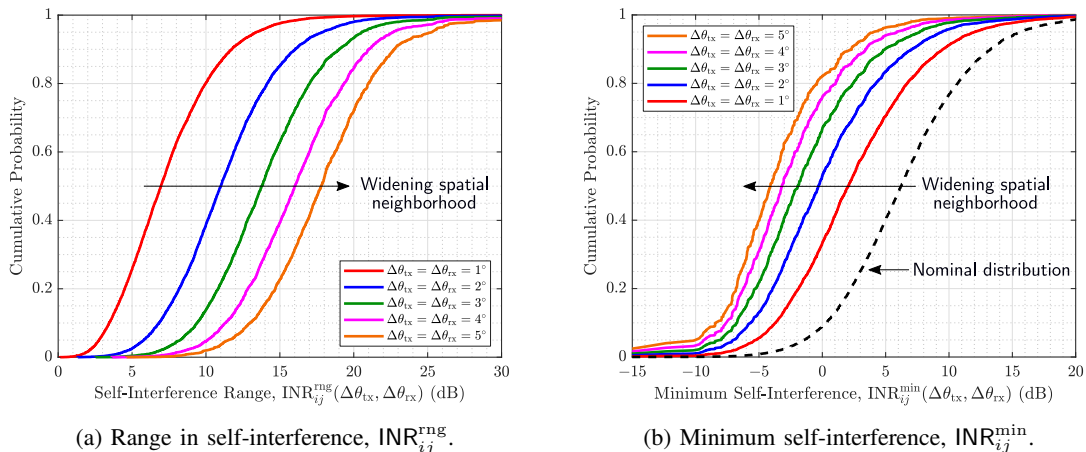 1
0.8
0.6
0.4
0.2
0
Cumulative Probability
Widening spatial
neighborhood
Δθtx = Δθrx = 1°
Δθtx = Δθrx = 2°
Δθtx = Δθrx = 3°
Δθtx = Δθrx = 4°
Δθtx = Δθrx = 5°
0 5 10 15 20 25 30
Self-Interference Range, INR^rng_ij(Δθtx, Δθrx) (dB)
(a) Range in self-interference, INR^rng_ij.
1
0.8
0.6
0.4
0.2
0
Cumulative Probability
Δθtx = Δθrx = 5°
Δθtx = Δθrx = 4°
Δθtx = Δθrx = 3°
Δθtx = Δθrx = 2°
Δθtx = Δθrx = 1°
Widening spatial
neighborhood
Nominal distribution
−15 −10 −5 0 5 10 15 20
Minimum Self-Interference, INR^min_ij(Δθtx, Δθrx) (dB)
(b) Minimum self-interference, INR^min_ij.